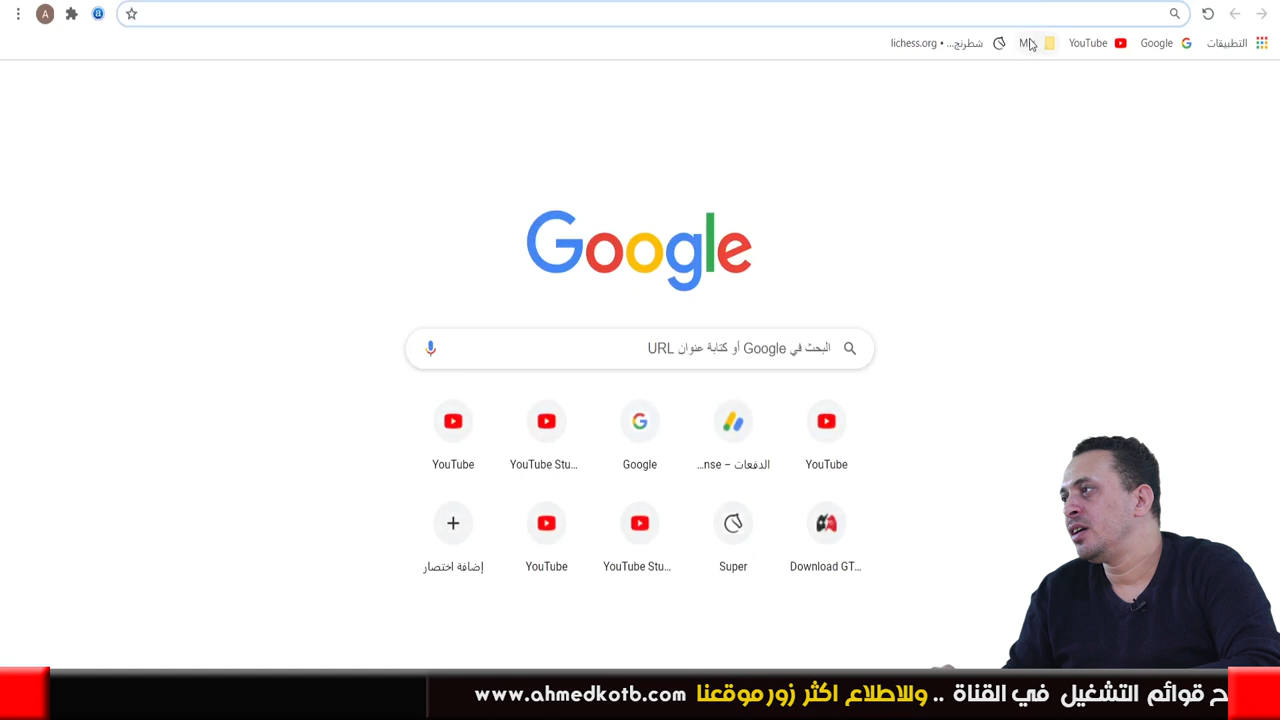 A
التطبيقات
Google
YouTube
شطرنج... • lichess.org
Google
البحث في Google أو كتابة عنوان URL
YouTube
YouTube Stu...
Google
الدفعات – nse...
YouTube
إضافة اختصار
YouTube
YouTube Stu...
Super
Download GT...
ح قوائم التشغيل في القناة .. وللاطلاع اكثر زور موقعنا www.ahmedkotb.com